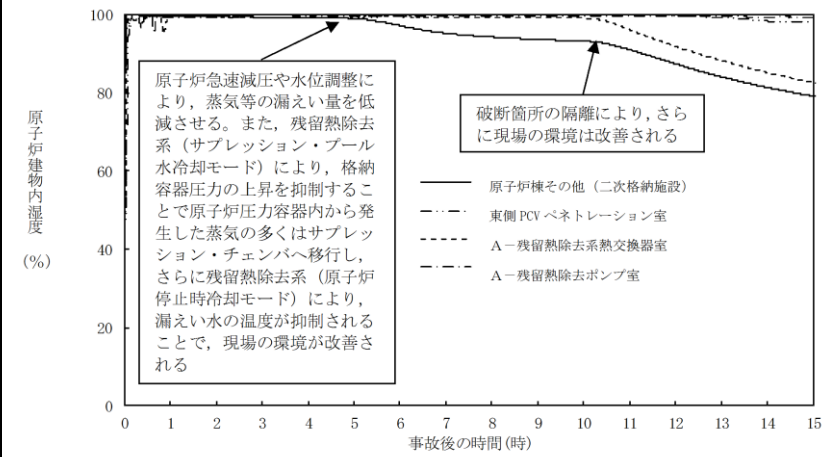 100
80
60
40
20
0
原子炉建物内湿度
(%)
原子炉急速減圧や水位調整に
より，蒸気等の漏えい量を低
減させる。また，残留熱除去
系（サプレッション・プール
水冷却モード）により，格納
容器圧力の上昇を抑制するこ
とで原子炉圧力容器内から発
生した蒸気の多くはサプレッ
ション・チェンバへ移行し，
さらに残留熱除去系（原子炉
停止時冷却モード）により，
漏えい水の温度が抑制される
ことで，現場の環境が改善さ
れる
破断箇所の隔離により，さら
に現場の環境は改善される
原子炉棟その他（二次格納施設）
東側 PCV ペネトレーション室
A－残留熱除去系熱交換器室
A－残留熱除去ポンプ室
0 1 2 3 4 5 6 7 8 9 10 11 12 13 14 15
事故後の時間(時)